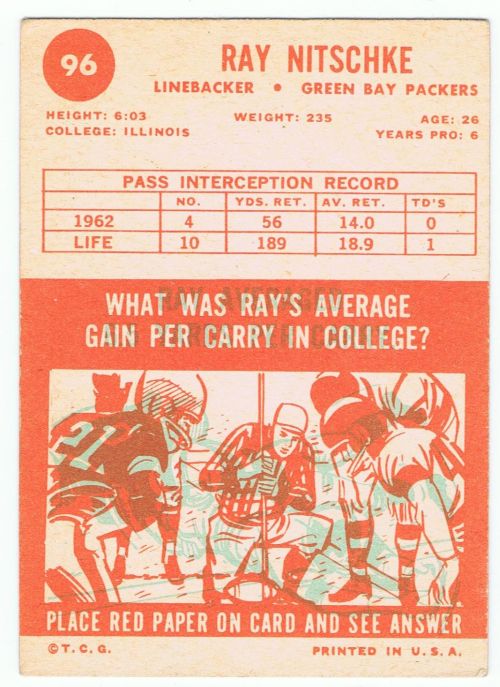 96
RAY NITSCHKE
LINEBACKER • GREEN BAY PACKERS
HEIGHT: 6:03 WEIGHT: 235 AGE: 26
COLLEGE: ILLINOIS YEARS PRO: 6
PASS INTERCEPTION RECORD
NO. YDS. RET. AV. RET. TD'S
1962 4 56 14.0 0
LIFE 10 189 18.9 1
WHAT WAS RAY'S AVERAGE
GAIN PER CARRY IN COLLEGE?
21
PLACE RED PAPER ON CARD AND SEE ANSWER
©T.C.G. PRINTED IN U.S.A.